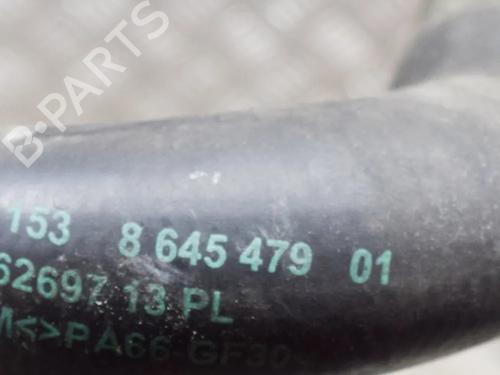 B-PARTS
153 8 645 479 01
62697 13 PL
M<>PA66-GF30